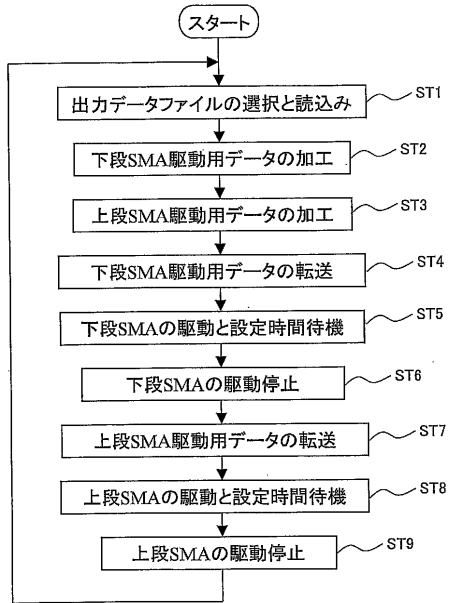 スタート
出力データファイルの選択と読込み ST1
下段SMA駆動用データの加工 ST2
上段SMA駆動用データの加工 ST3
下段SMA駆動用データの転送 ST4
下段SMAの駆動と設定時間待機 ST5
下段SMAの駆動停止 ST6
上段SMA駆動用データの転送 ST7
上段SMAの駆動と設定時間待機 ST8
上段SMAの駆動停止 ST9